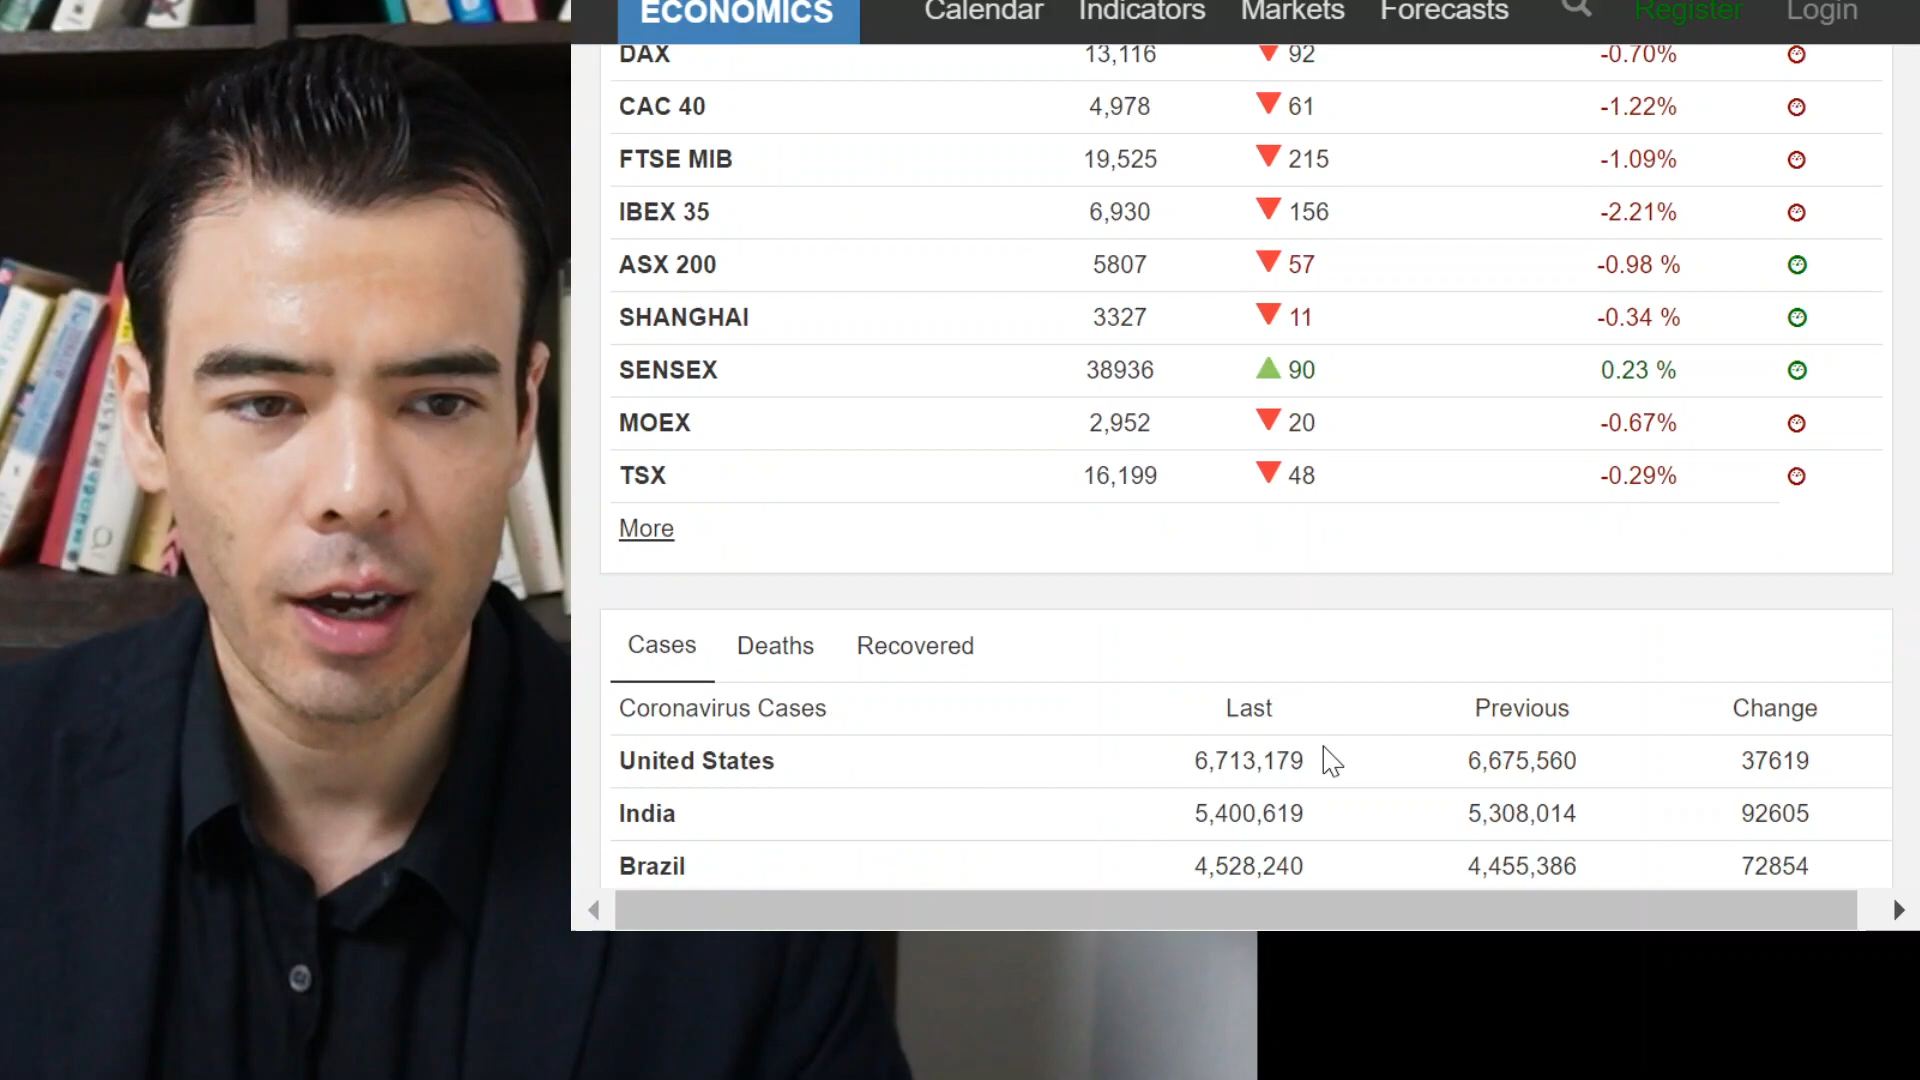 ECONOMICS Calendar Indicators Markets Forecasts Register Login
DAX 13,116 92 -0.70%
CAC 40 4,978 61 -1.22%
FTSE MIB 19,525 215 -1.09%
IBEX 35 6,930 156 -2.21%
ASX 200 5807 57 -0.98 %
SHANGHAI 3327 11 -0.34 %
SENSEX 38936 90 0.23 %
MOEX 2,952 20 -0.67%
TSX 16,199 48 -0.29%
More
Cases Deaths Recovered
Coronavirus Cases Last Previous Change
United States 6,713,179 6,675,560 37619
India 5,400,619 5,308,014 92605
Brazil 4,528,240 4,455,386 72854